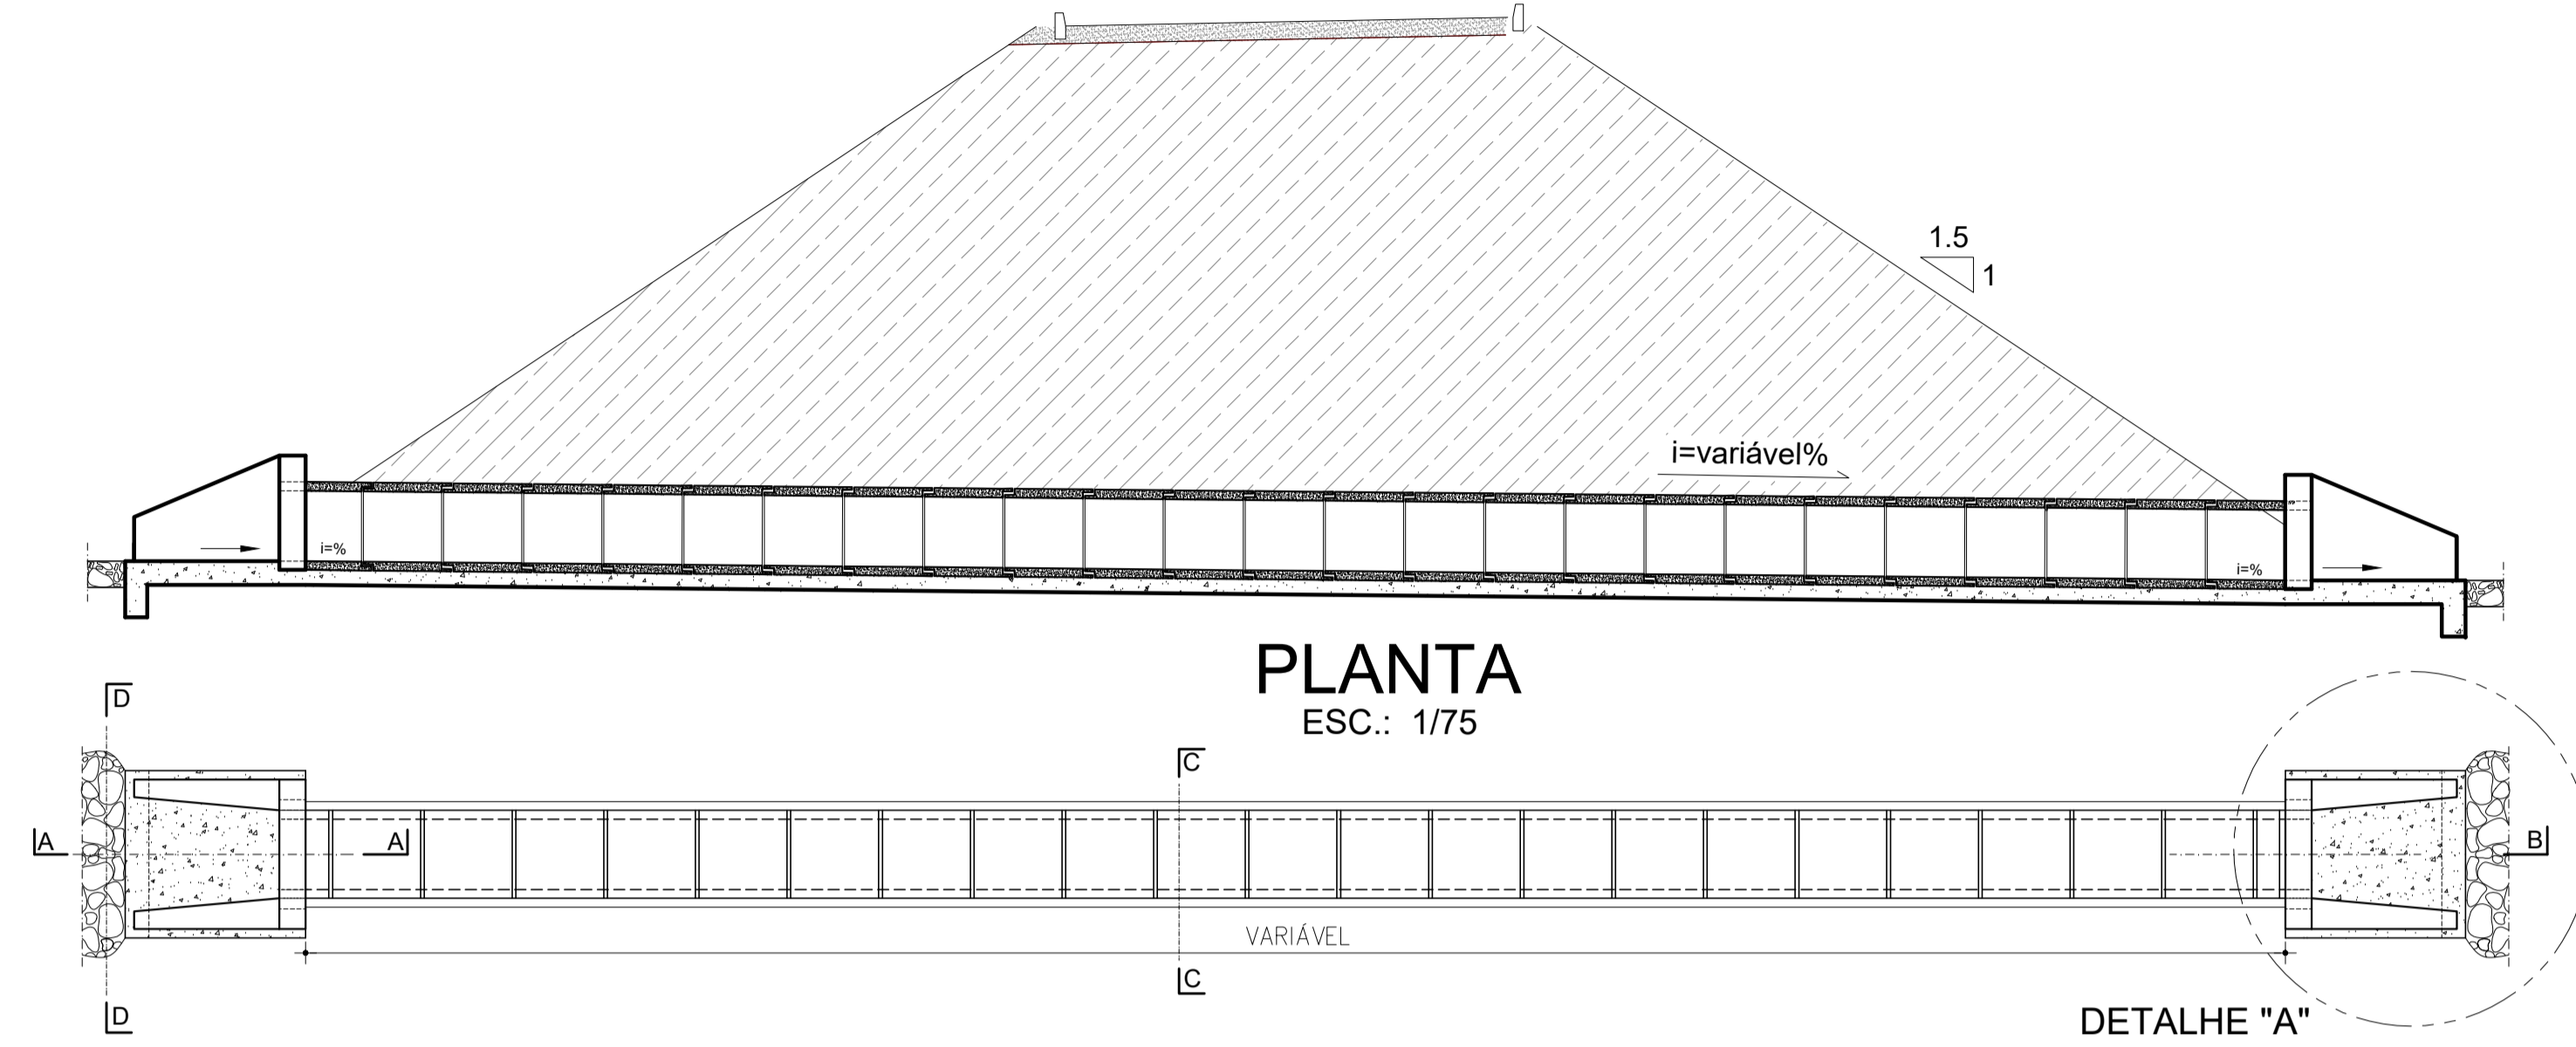 1.5
1
i=variável%
i=%
i=%
PLANTA
ESC.: 1/75
D
C
A
A
B
VARIÁVEL
C
D
DETALHE "A"